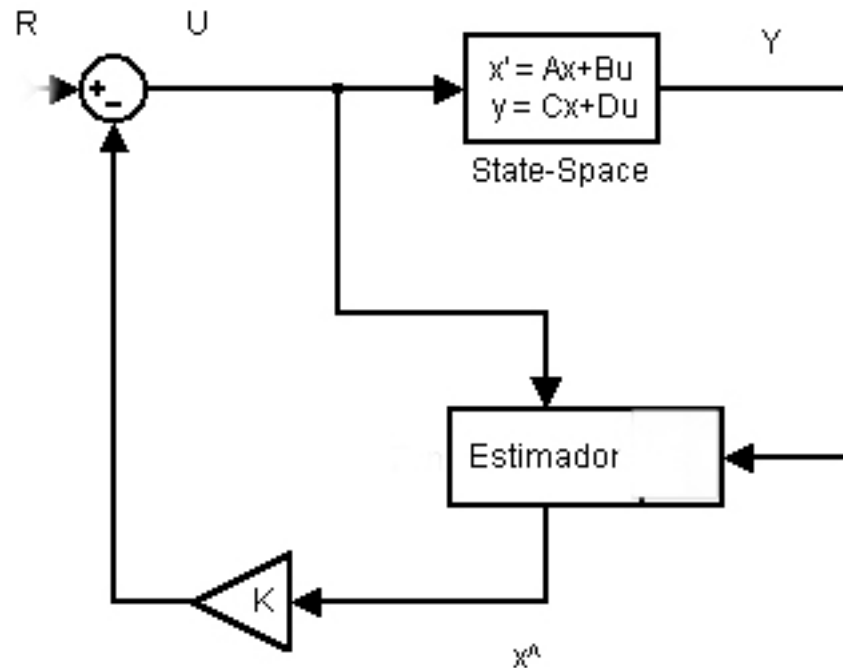 R
U
Y
+
-
x' = Ax+Bu
y = Cx+Du
State-Space
Estimador
K
x^